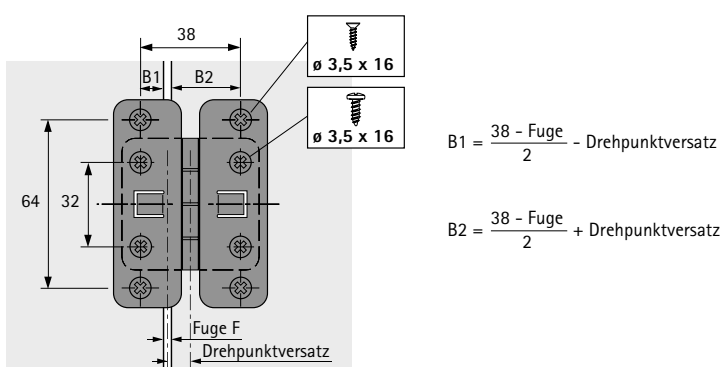 38
B1
B2
ø 3,5 x 16
ø 3,5 x 16
64
32
Fuge F
Drehpunktversatz
B1 = 38 - Fuge / 2 - Drehpunktversatz
B2 = 38 - Fuge / 2 + Drehpunktversatz